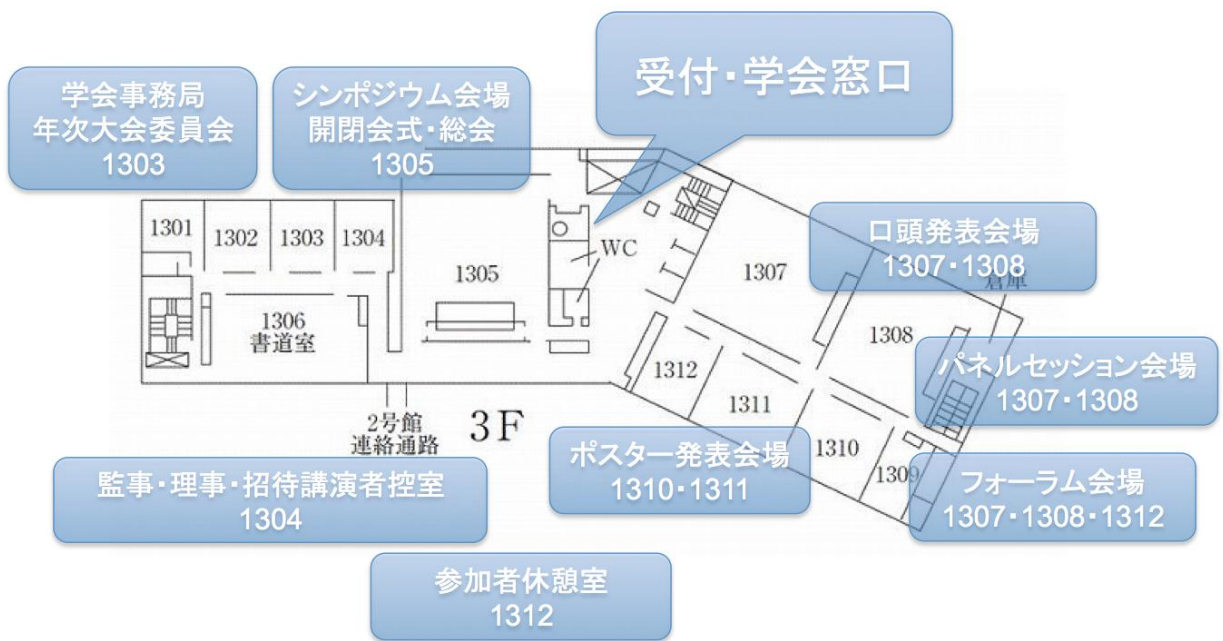 受付・学会窓口
学会事務局
年次大会委員会
1303
シンポジウム会場
開閉会式・総会
1305
口頭発表会場
1307・1308
倉庫
1301
1302
1303
1304
1305
WC
1307
1308
1306
書道室
1312
1311
1310
1309
パネルセッション会場
1307・1308
2号館
連絡通路
3F
ポスター発表会場
1310・1311
フォーラム会場
1307・1308・1312
監事・理事・招待講演者控室
1304
参加者休憩室
1312